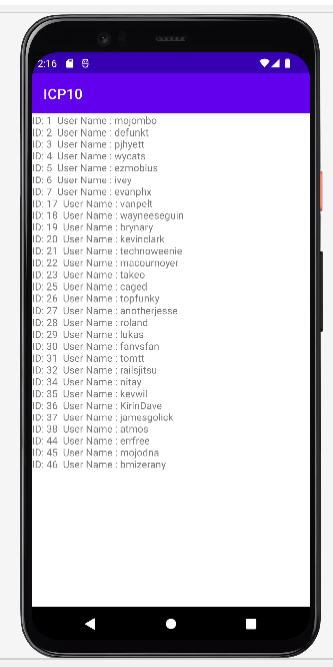 2:16
ICP10
ID: 1 User Name : mojombo
ID: 2 User Name : defunkt
ID: 3 User Name : pjhyett
ID: 4 User Name : wycats
ID: 5 User Name : ezmobius
ID: 6 User Name : ivey
ID: 7 User Name : evanphx
ID: 17 User Name : vanpelt
ID: 18 User Name : wayneeseguin
ID: 19 User Name : brynary
ID: 20 User Name : kevinclark
ID: 21 User Name : technoweenie
ID: 22 User Name : macournoyer
ID: 23 User Name : takeo
ID: 25 User Name : caged
ID: 26 User Name : topfunky
ID: 27 User Name : anotherjesse
ID: 28 User Name : roland
ID: 29 User Name : lukas
ID: 30 User Name : fanvsfan
ID: 31 User Name : tomtt
ID: 32 User Name : railsjitsu
ID: 34 User Name : nitay
ID: 35 User Name : kevwil
ID: 36 User Name : KirinDave
ID: 37 User Name : jamesgolick
ID: 38 User Name : atmos
ID: 44 User Name : errfree
ID: 45 User Name : mojodna
ID: 46 User Name : bmizerany